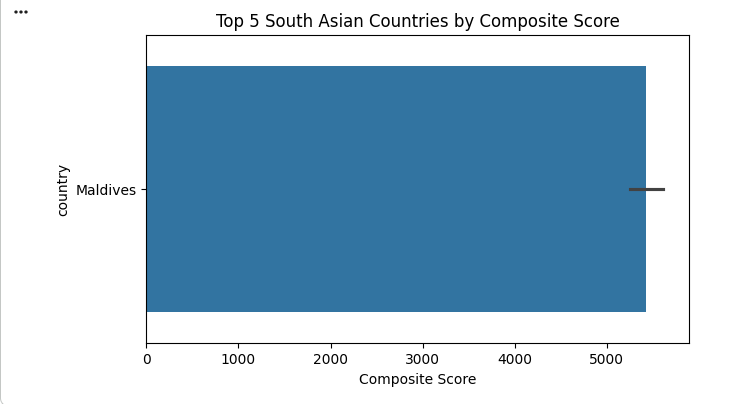 •••
Top 5 South Asian Countries by Composite Score
country
Maldives
0 1000 2000 3000 4000 5000
Composite Score